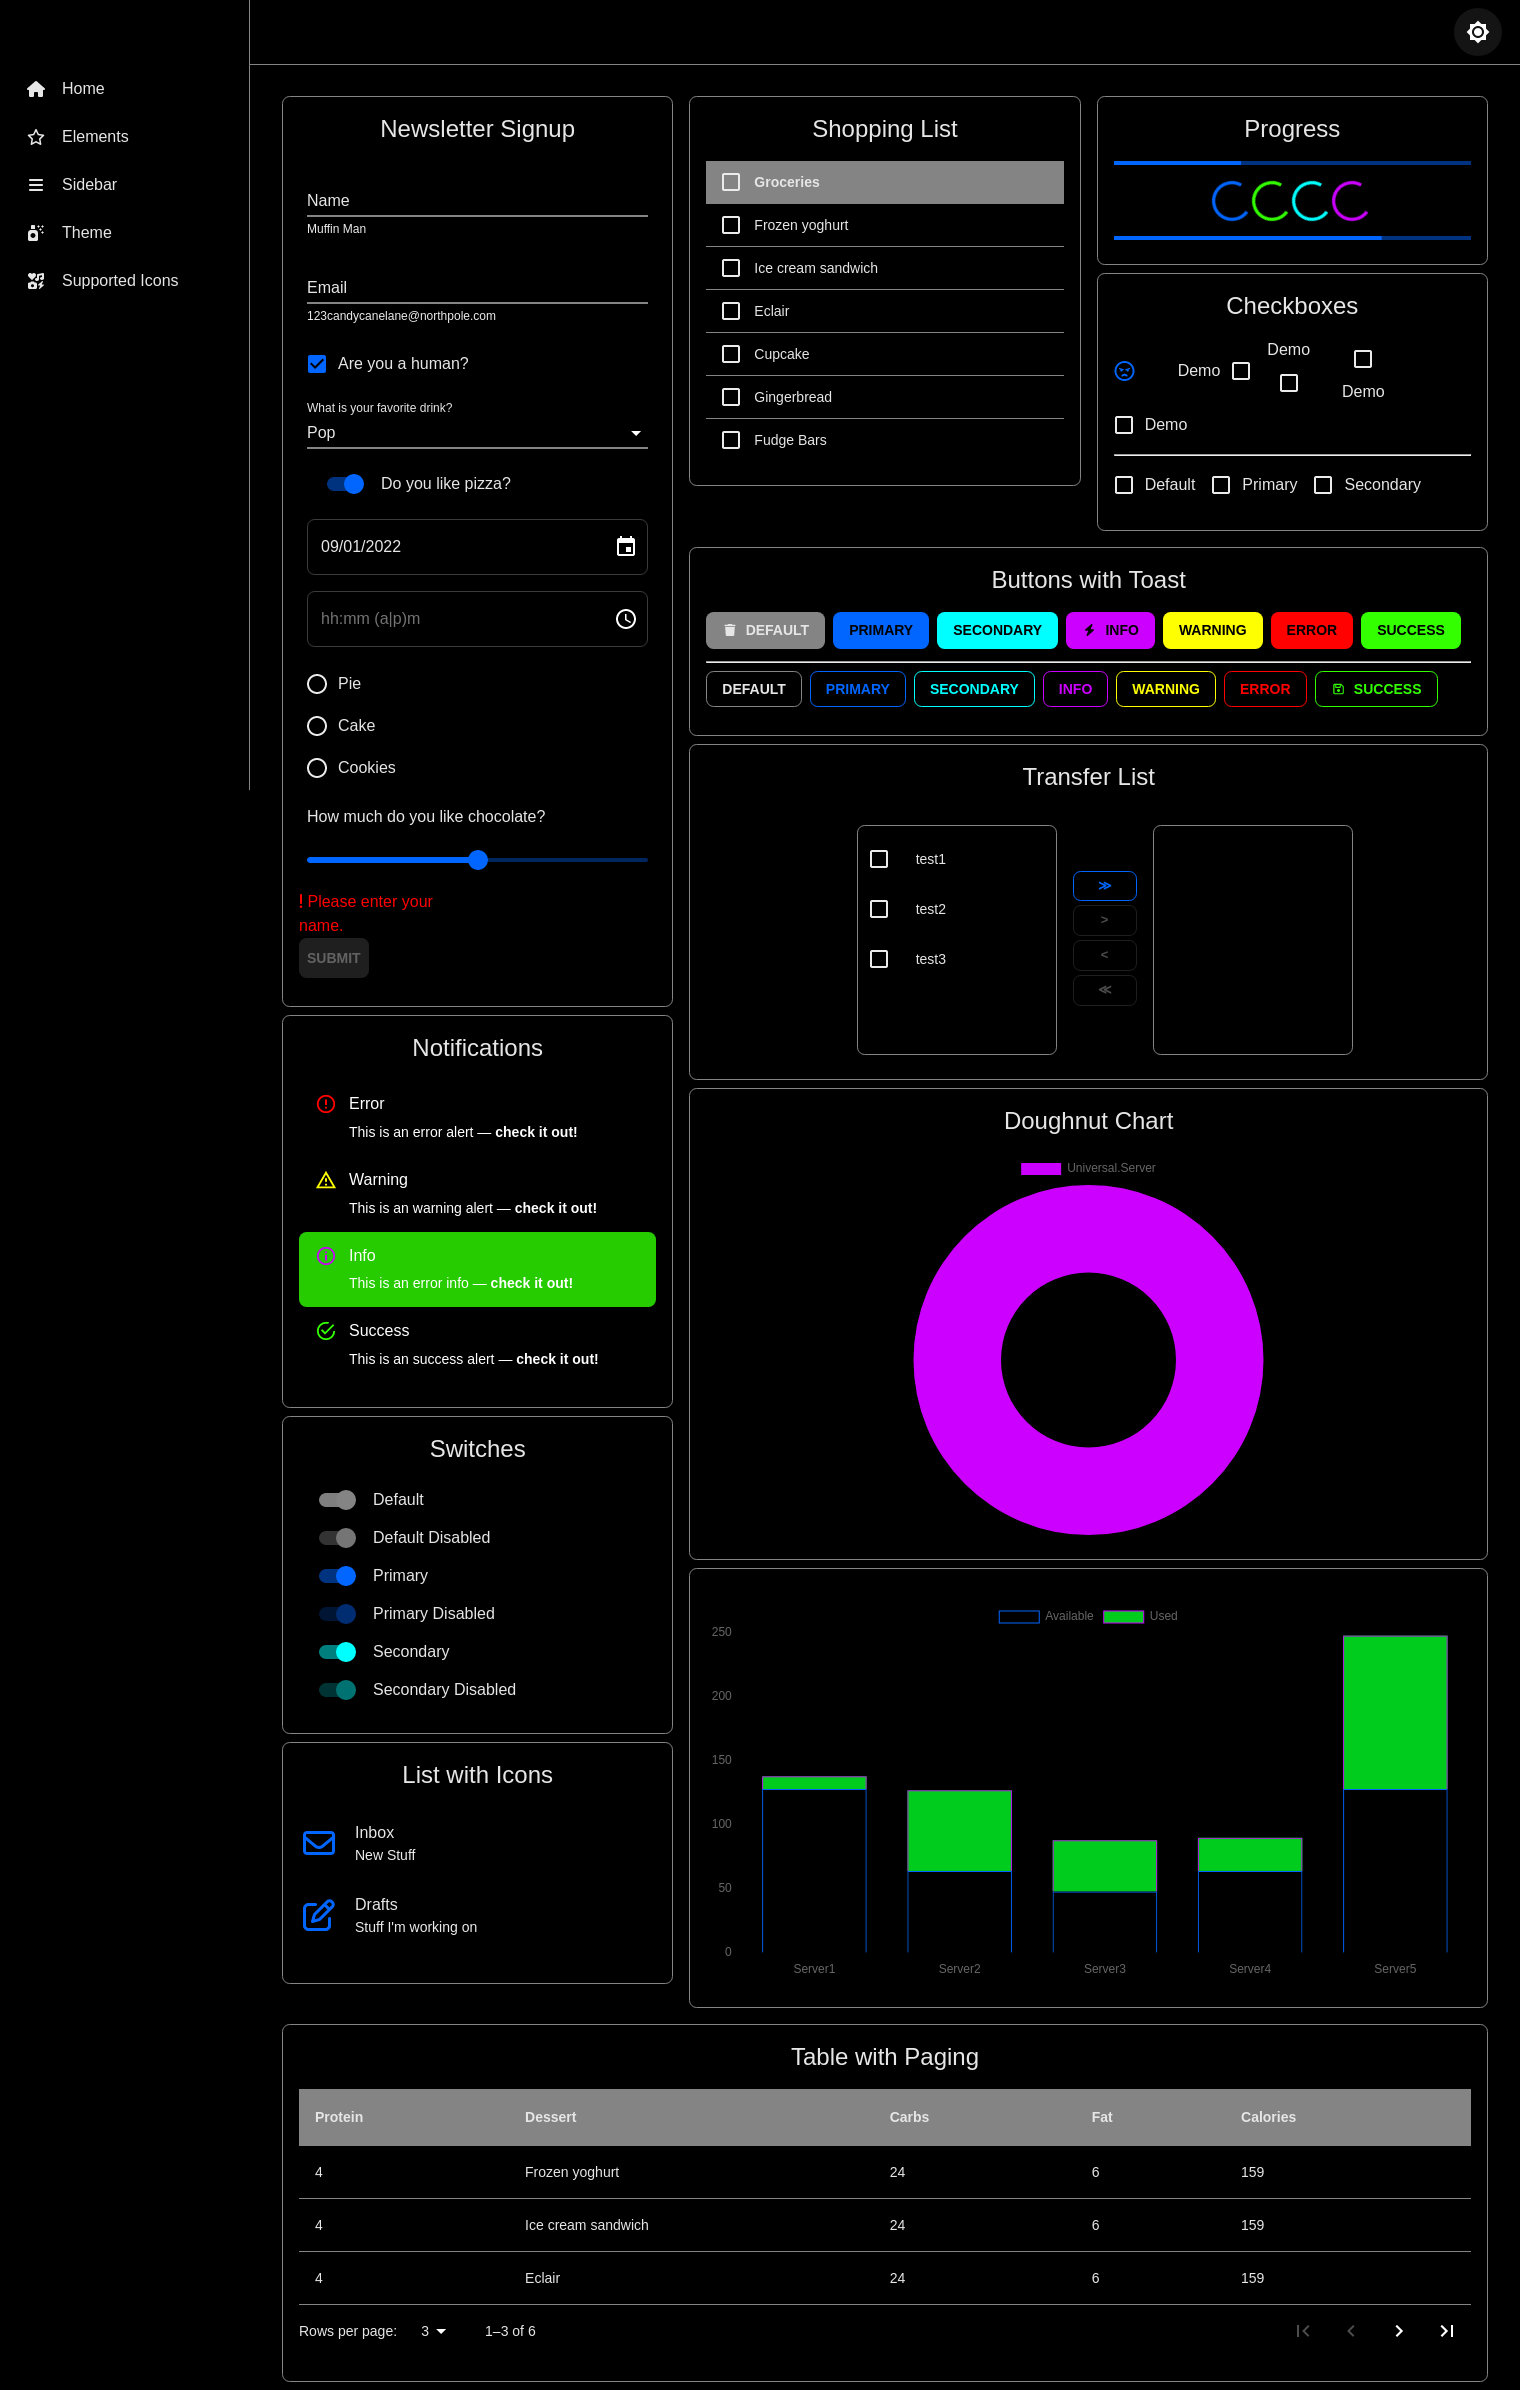 Home
Elements
Sidebar
Theme
Supported Icons
Newsletter Signup
Name
Muffin Man
Email
123candycanelane@northpole.com
Are you a human?
What is your favorite drink?
Pop
Do you like pizza?
09/01/2022
hh:mm (a|p)m
Pie
Cake
Cookies
How much do you like chocolate?
! Please enter your
name.
SUBMIT
Notifications
Error
This is an error alert — check it out!
Warning
This is an warning alert — check it out!
Info
This is an error info — check it out!
Success
This is an success alert — check it out!
Switches
Default
Default Disabled
Primary
Primary Disabled
Secondary
Secondary Disabled
List with Icons
Inbox
New Stuff
Drafts
Stuff I'm working on
Shopping List
Groceries
Frozen yoghurt
Ice cream sandwich
Eclair
Cupcake
Gingerbread
Fudge Bars
Progress
Checkboxes
Demo
Demo
Demo
Demo
Default Primary Secondary
Buttons with Toast
DEFAULT PRIMARY SECONDARY INFO WARNING ERROR SUCCESS
DEFAULT PRIMARY SECONDARY INFO WARNING ERROR SUCCESS
Transfer List
test1
test2
test3
≫
>
<
≪
Doughnut Chart
Universal.Server
Available Used
250
200
150
100
50
0
Server1 Server2 Server3 Server4 Server5
Table with Paging
Protein Dessert Carbs Fat Calories
4 Frozen yoghurt 24 6 159
4 Ice cream sandwich 24 6 159
4 Eclair 24 6 159
Rows per page: 3 1–3 of 6